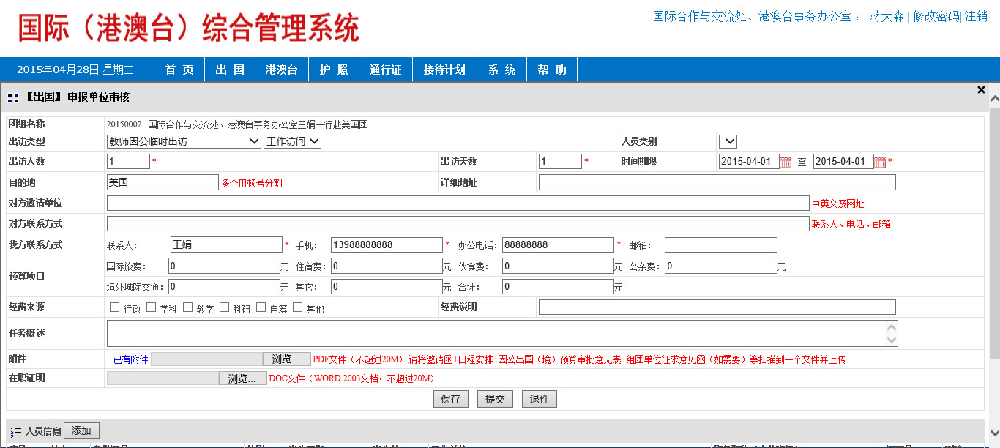 国际（港澳台）综合管理系统
国际合作与交流处、港澳台事务办公室： 蒋大森| 修改密码| 注销
2015年04月28日 星期二 首 页 出 国 港澳台 护 照 通行证 接待计划 系 统 帮 助
【出国】申报单位审核
团组名称 20150002 国际合作与交流处、港澳台事务办公室王娟一行赴美国团
出访类型 教师因公临时出访 工作访问 人员类别
出访人数 1 * 出访天数 1 * 时间期限 2015-04-01 至 2015-04-01 *
目的地 美国 多个用顿号分割 详细地址
对方邀请单位 中英文及网址
对方联系方式 联系人、电话、邮箱
我方联系方式 联系人： 王娟 * 手机： 13988888888 * 办公电话： 88888888 * 邮箱：
预算项目 国际旅费： 0 元 住宿费： 0 元 伙食费： 0 元 公杂费： 0 元
境外城际交通： 0 元 其它： 0 元 合计： 0 元
经费来源 行政 学科 教学 科研 自筹 其他 经费说明
任务概述
附件 已有附件 浏览... PDF文件（不超过20M）,请将邀请函+日程安排+因公出国（境）预算审批意见表+组团单位征求意见函（如需要）等扫描到一个文件并上传
在职证明 浏览... DOC文件（WORD 2003文档，不超过20M）
保存 提交 退件
人员信息 添加